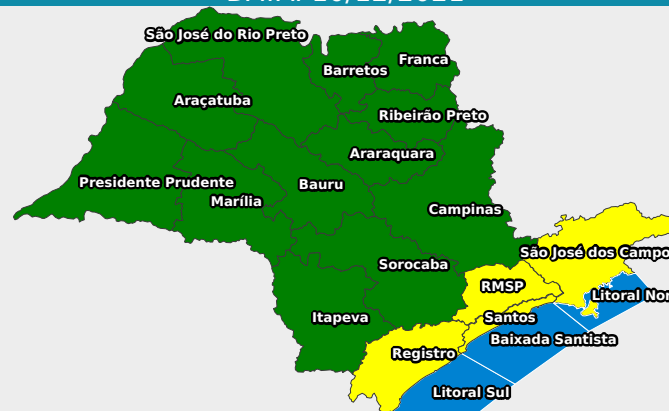 São José do Rio Preto
Franca
Barretos
Araçatuba
Ribeirão Preto
Araraquara
Presidente Prudente
Bauru
Marília
Campinas
São José dos Campo
Sorocaba
RMSP
Litoral Nor
Itapeva
Santos
Baixada Santista
Registro
Litoral Sul